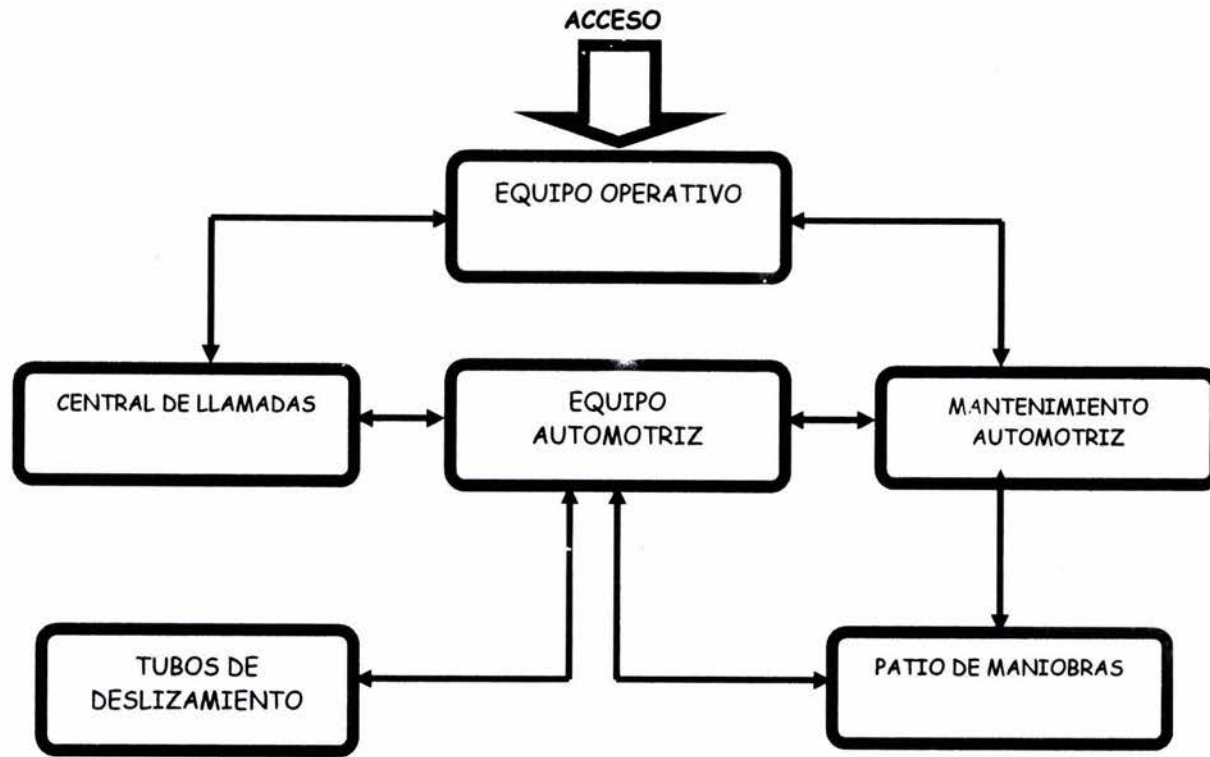 ACCESO
EQUIPO OPERATIVO
CENTRAL DE LLAMADAS
EQUIPO
AUTOMOTRIZ
MANTENIMIENTO
AUTOMOTRIZ
TUBOS DE
DESLIZAMIENTO
PATIO DE MANIOBRAS